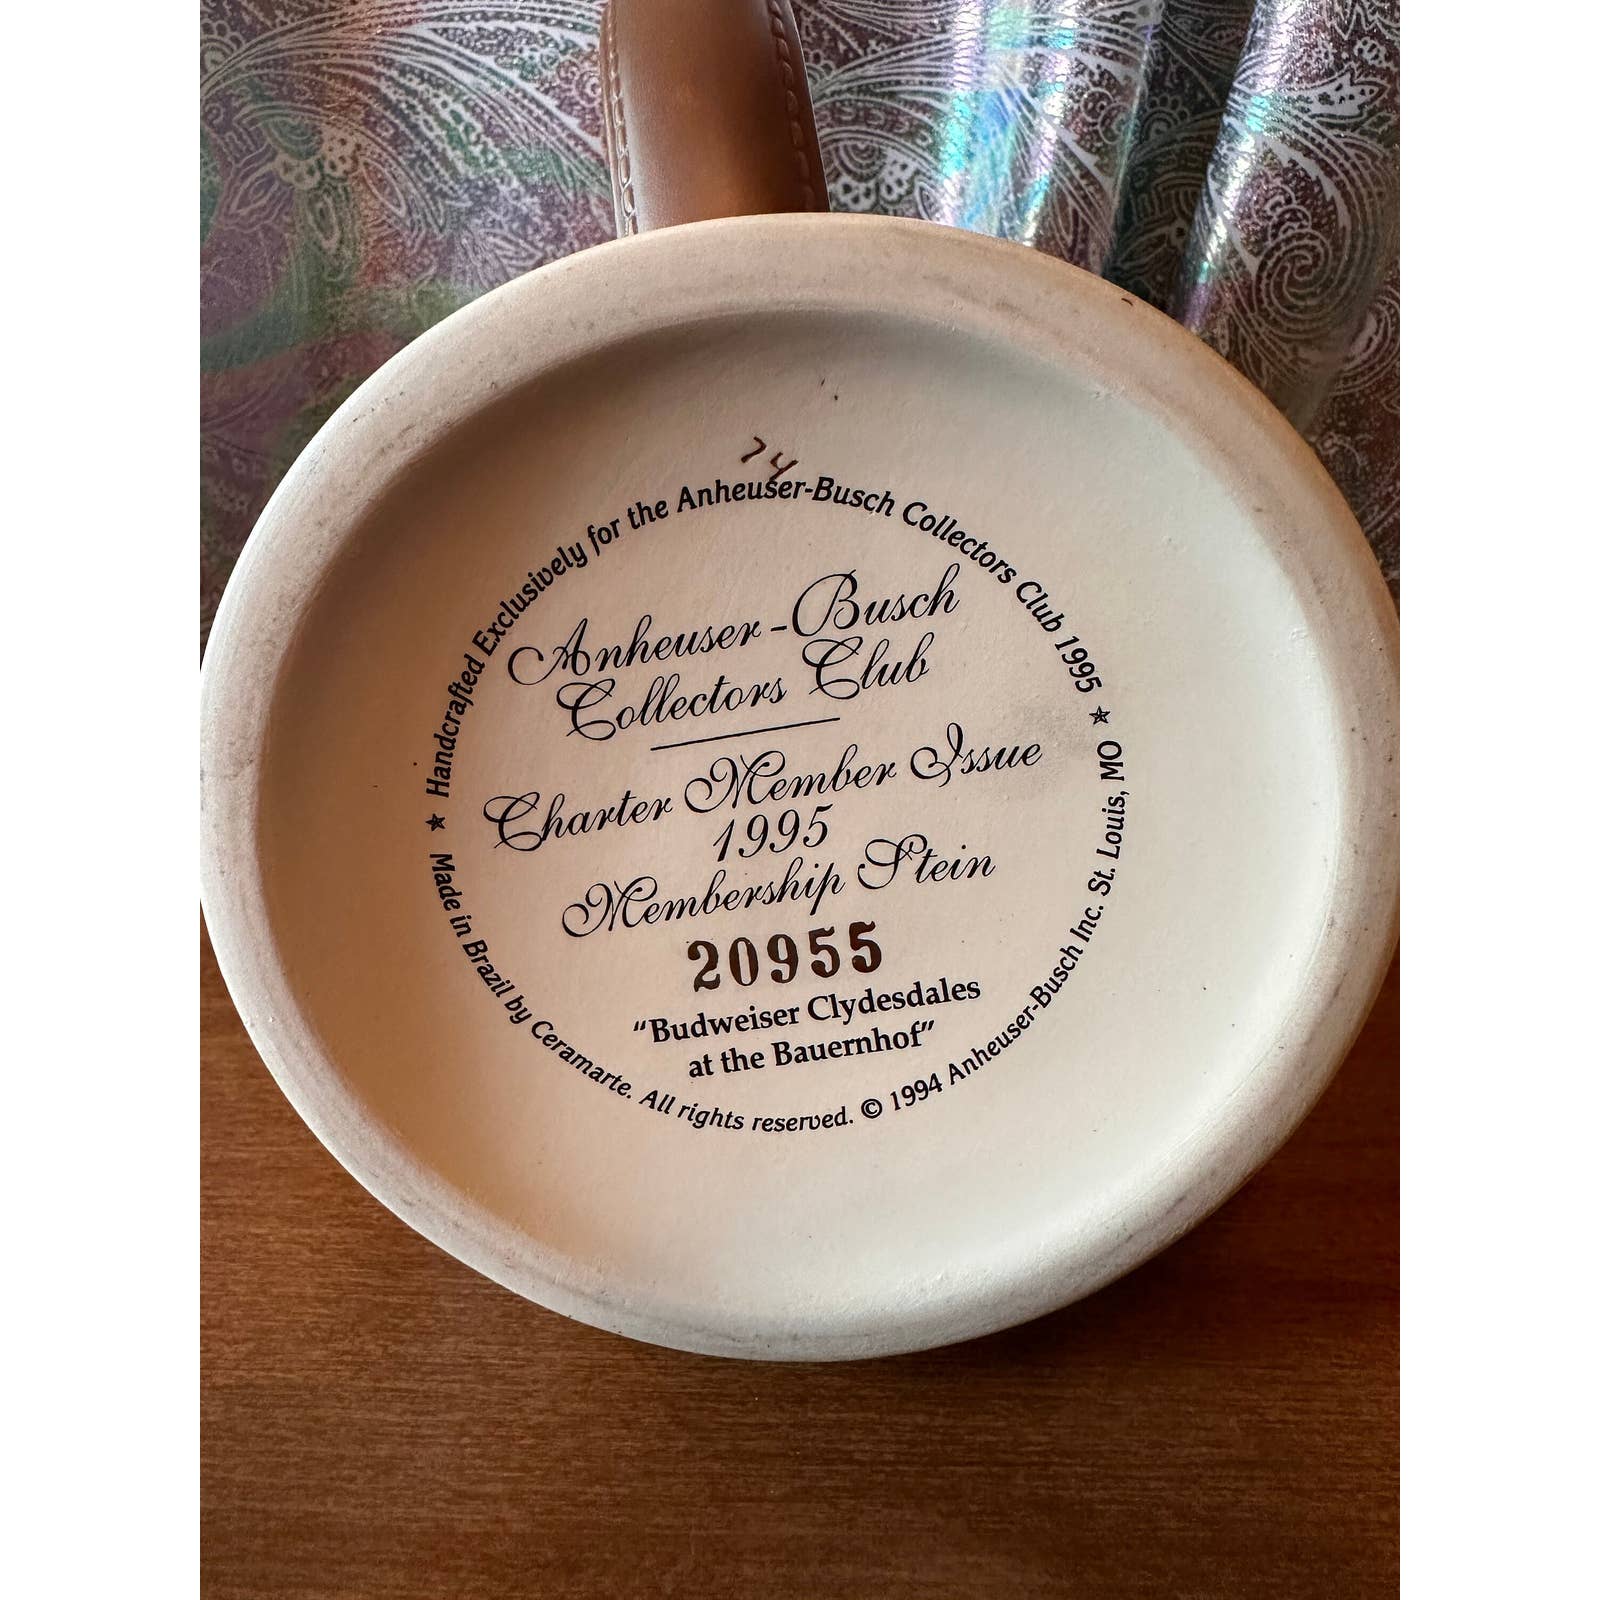 74
★ Handcrafted Exclusively for the Anheuser-Busch Collectors Club 1995 ★
Anheuser-Busch
Collectors Club
Charter Member Issue
1995
Membership Stein
20955
"Budweiser Clydesdales
at the Bauernhof"
Made in Brazil by Ceramarte. All rights reserved. © 1994 Anheuser-Busch Inc. St. Louis, MO